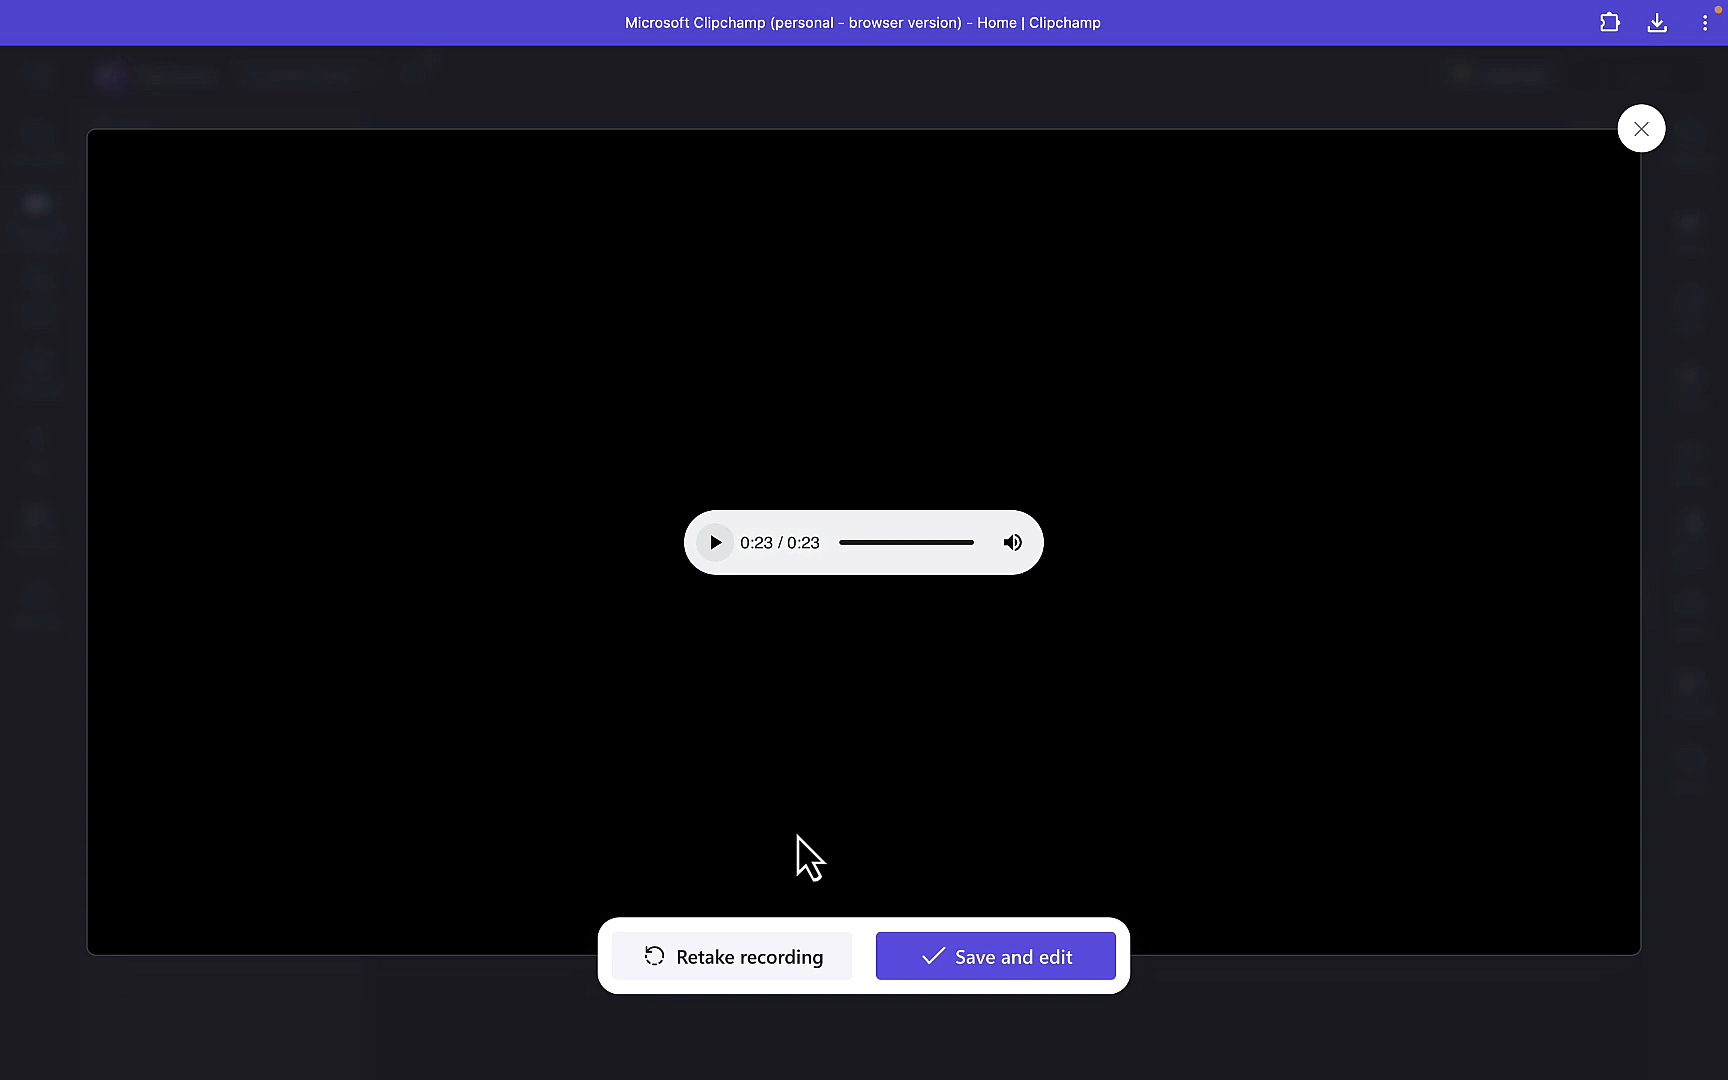 Microsoft Clipchamp (personal - browser version) - Home | Clipchamp
0:23 / 0:23
Retake recording
Save and edit